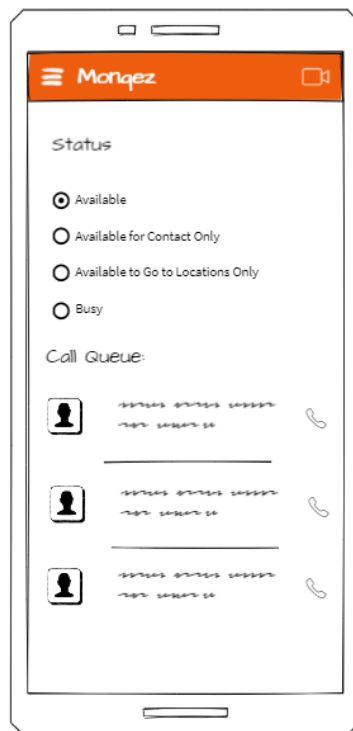 Monqez
Status
Available
Available for Contact Only
Available to Go to Locations Only
Busy
Call Queue: